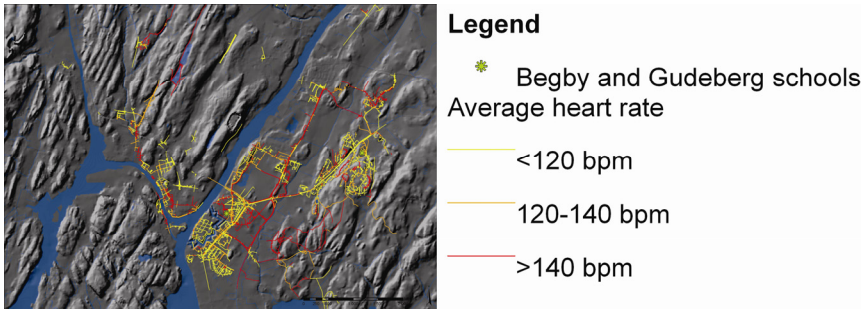 Legend
Begby and Gudeberg schools
Average heart rate
<120 bpm
120-140 bpm
>140 bpm